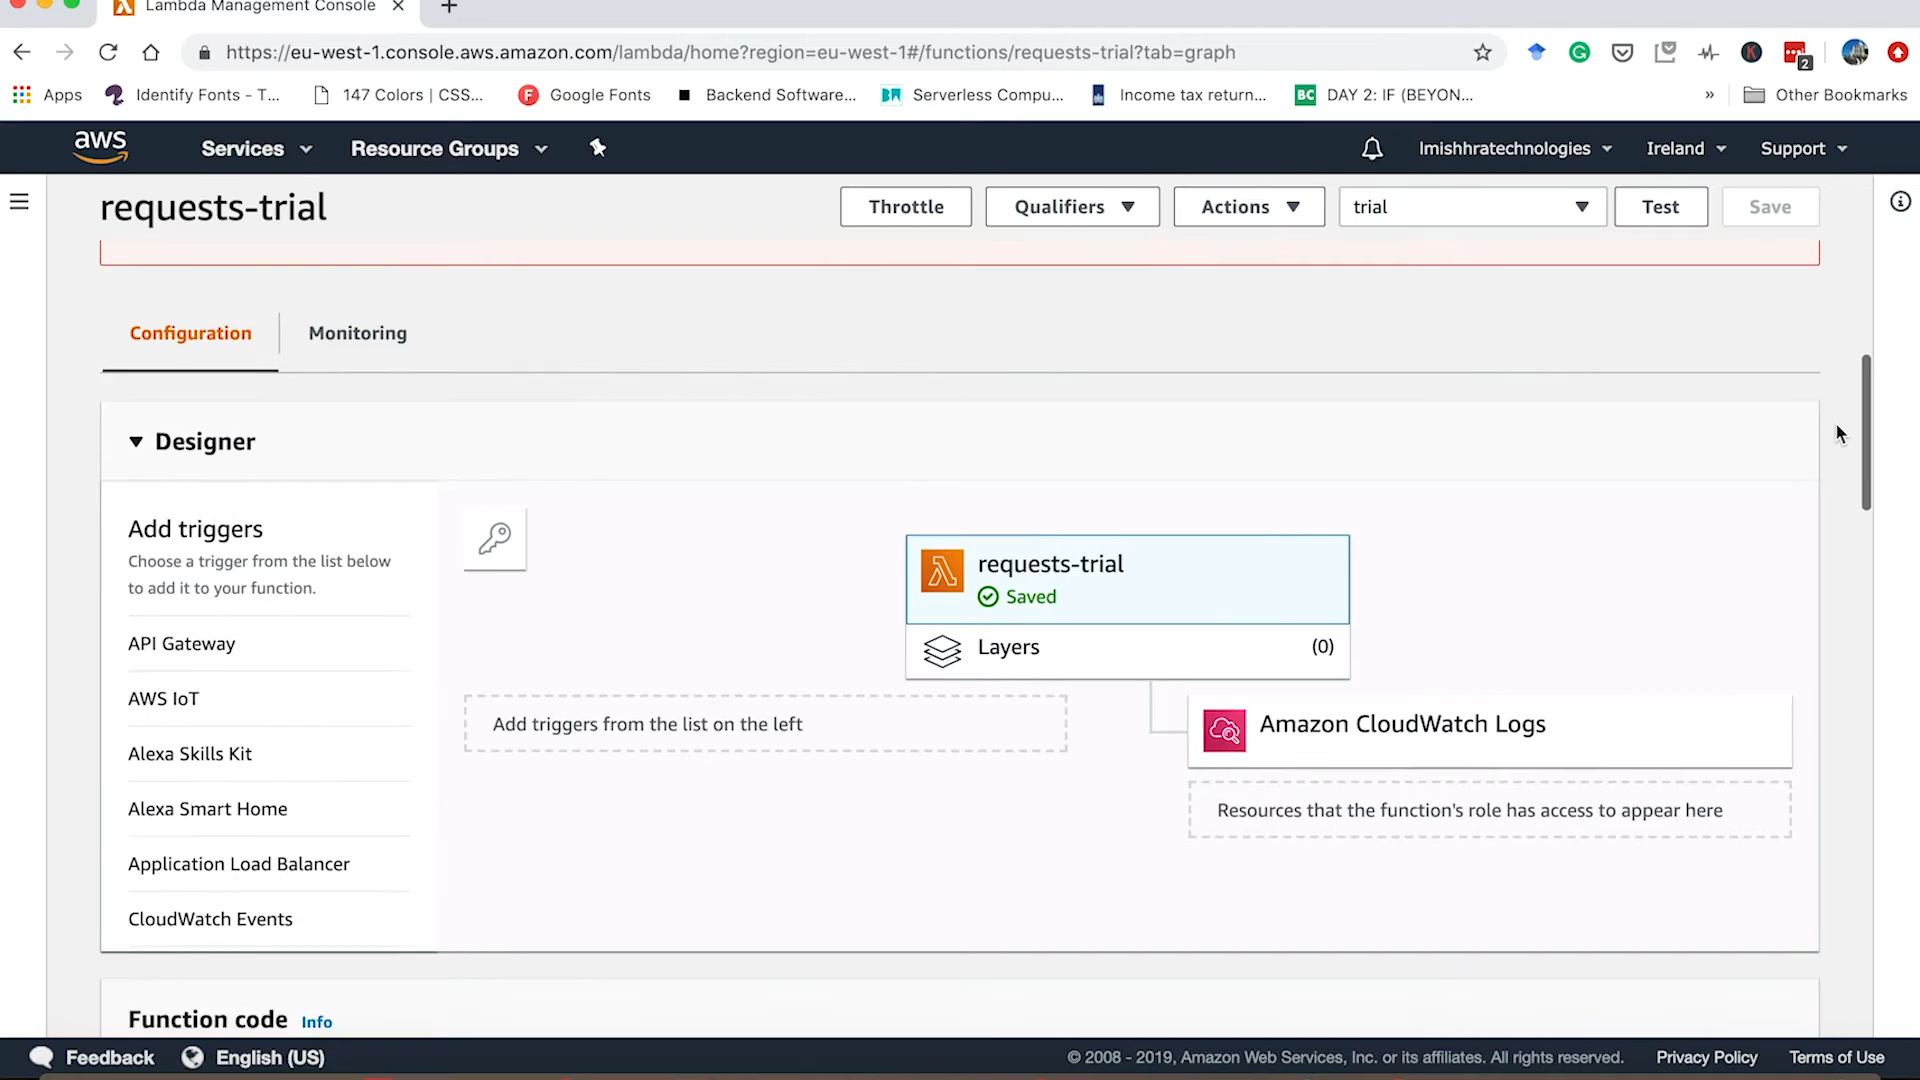 Lambda Management Console
https://eu-west-1.console.aws.amazon.com/lambda/home?region=eu-west-1#/functions/requests-trial?tab=graph
2
Apps Identify Fonts - T... 147 Colors | CSS... Google Fonts Backend Software... Serverless Compu... Income tax return... BC DAY 2: IF (BEYON... » Other Bookmarks
aws Services Resource Groups Imishhratechnologies Ireland Support
requests-trial Throttle Qualifiers Actions trial Test Save
Configuration Monitoring
Designer
Add triggers
Choose a trigger from the list below
to add it to your function.
API Gateway
AWS IoT
Alexa Skills Kit
Alexa Smart Home
Application Load Balancer
CloudWatch Events
requests-trial
Saved
Layers (0)
Add triggers from the list on the left
Amazon CloudWatch Logs
Resources that the function's role has access to appear here
Function code Info
Feedback English (US) © 2008 - 2019, Amazon Web Services, Inc. or its affiliates. All rights reserved. Privacy Policy Terms of Use